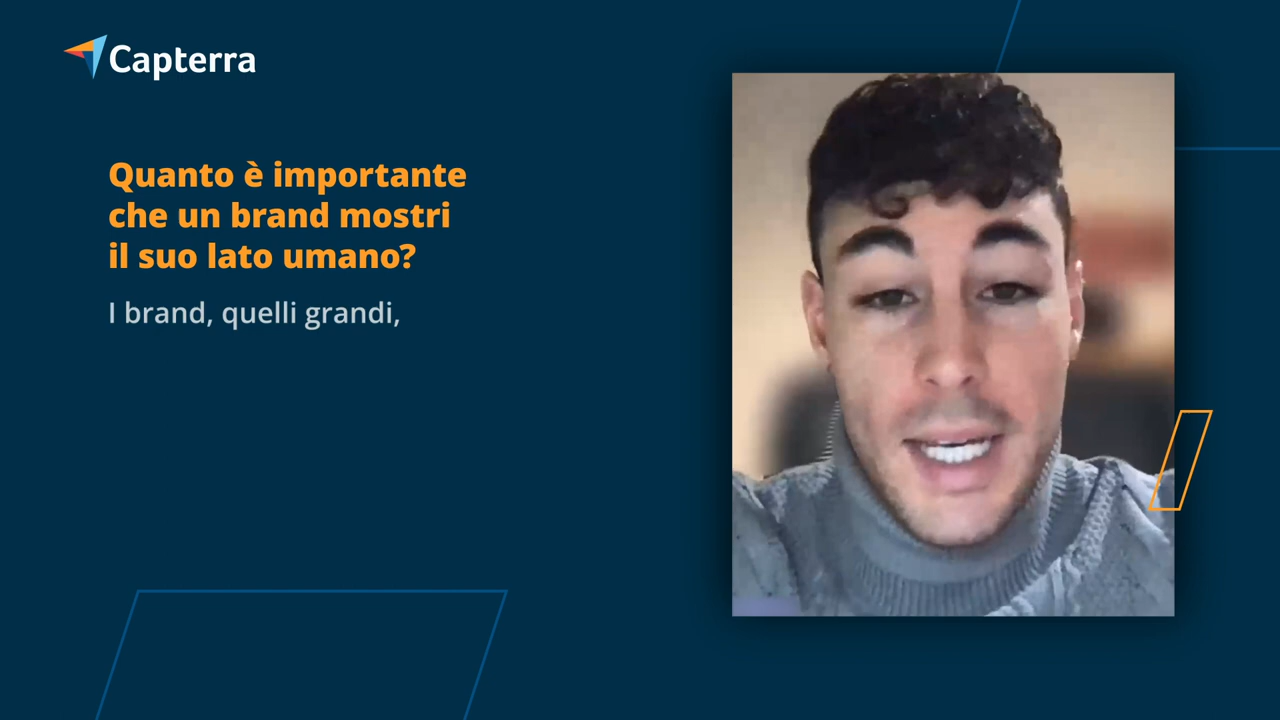 Capterra
Quanto è importante
che un brand mostri
il suo lato umano?
I brand, quelli grandi,